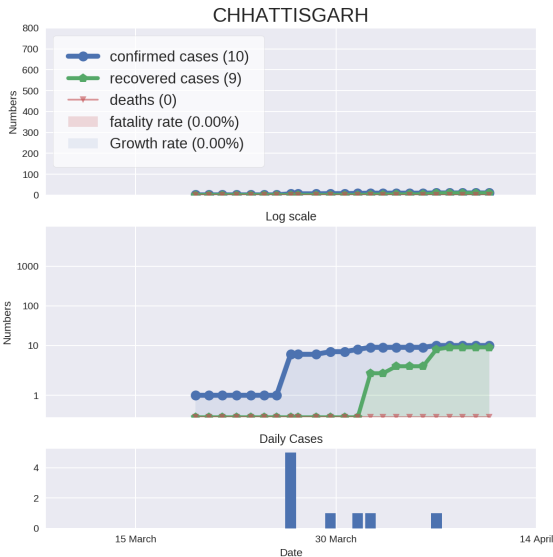 CHHATTISGARH
800
700
600
500
400
300
200
100
0
Numbers
confirmed cases (10)
recovered cases (9)
deaths (0)
fatality rate (0.00%)
Growth rate (0.00%)
Log scale
1000
100
10
1
Numbers
Daily Cases
4
2
0
15 March
30 March
14 April
Date